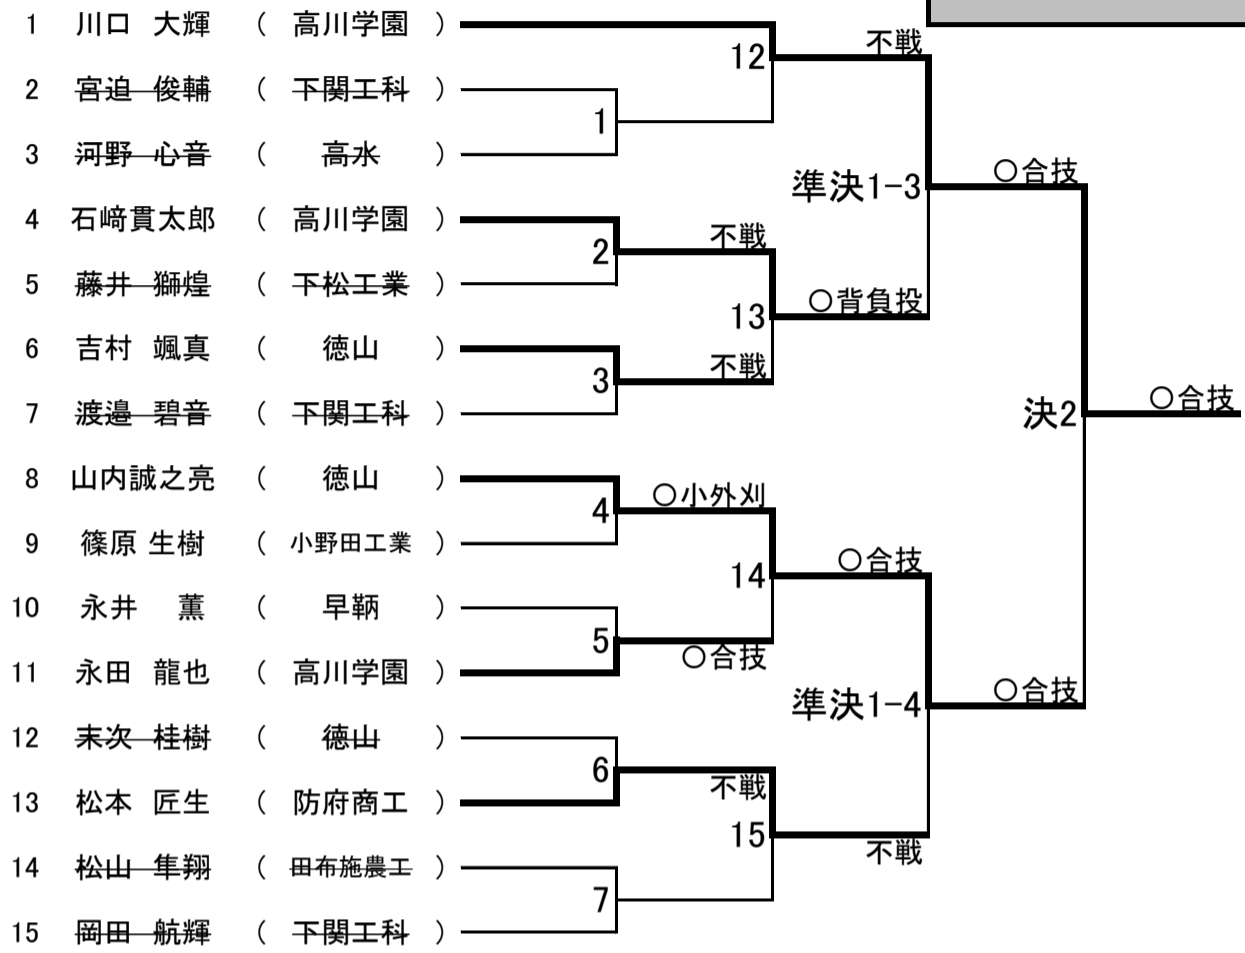 1 川口 大輝 ( 高川学園 )
不戦
12
2 宮迫 俊輔 ( 下関工科 )
1
3 河野 心音 ( 高水 )
○合技
準決1-3
4 石﨑貫太郎 ( 高川学園 )
不戦
2
5 藤井 獅煌 ( 下松工業 )
○背負投
13
6 吉村 颯真 ( 徳山 )
不戦
3
○合技
7 渡邉 碧音 ( 下関工科 )
決2
8 山内誠之亮 ( 徳山 )
○小外刈
4
9 篠原 生樹 ( 小野田工業 )
○合技
14
10 永井 薫 ( 早鞆 )
5
○合技
11 永田 龍也 ( 高川学園 )
○合技
準決1-4
12 末次 桂樹 ( 徳山 )
6
不戦
13 松本 匠生 ( 防府商工 )
15
不戦
14 松山 隼翔 ( 田布施農工 )
7
15 岡田 航輝 ( 下関工科 )